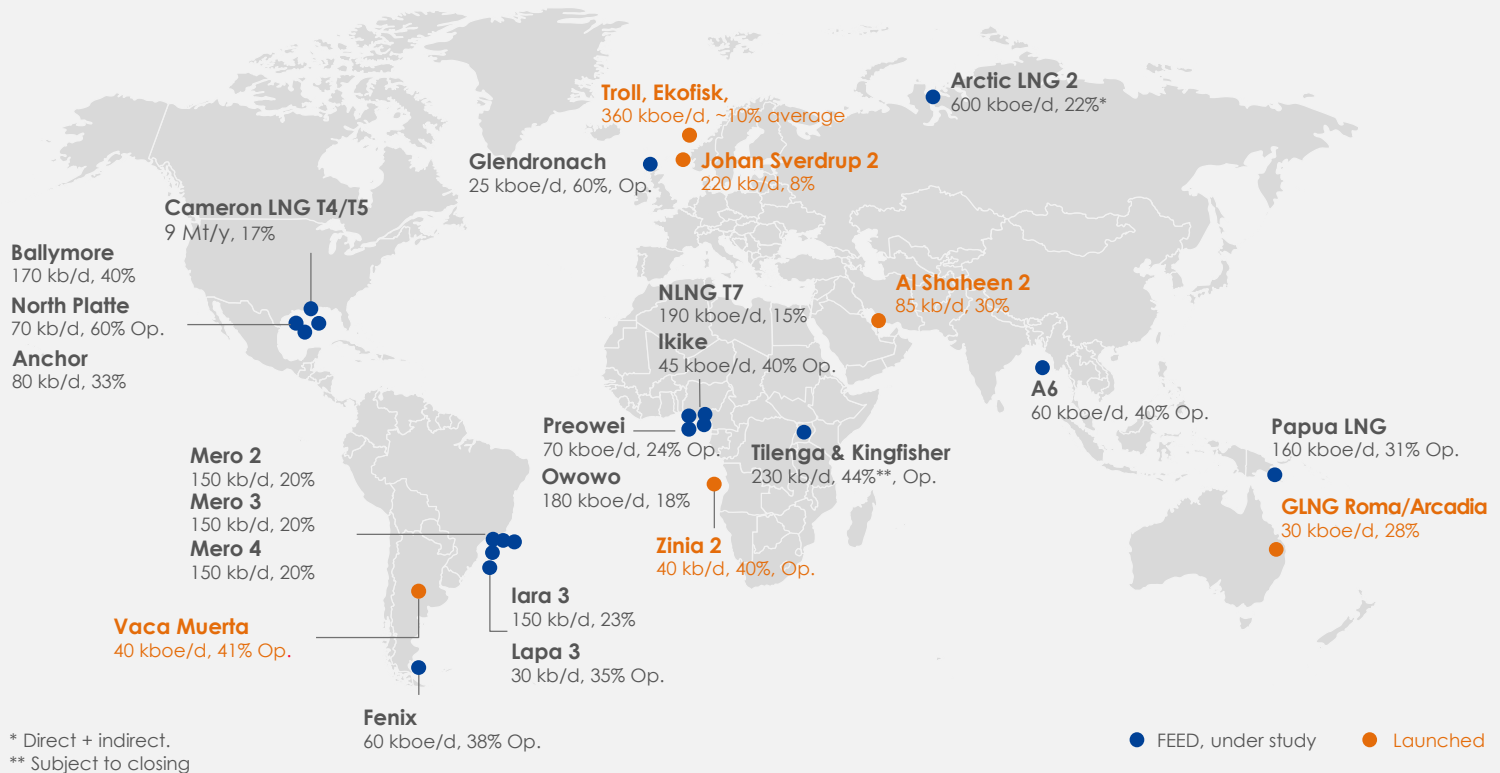 Arctic LNG 2
600 kboe/d, 22%*
Troll, Ekofisk,
360 kboe/d, ~10% average
Glendronach
25 kboe/d, 60%, Op.
Johan Sverdrup 2
220 kb/d, 8%
Cameron LNG T4/T5
9 Mt/y, 17%
Ballymore
170 kb/d, 40%
North Platte
70 kb/d, 60% Op.
Anchor
80 kb/d, 33%
NLNG T7
190 kboe/d, 15%
Ikike
45 kboe/d, 40% Op.
Al Shaheen 2
85 kb/d, 30%
A6
60 kboe/d, 40% Op.
Preowei
70 kboe/d, 24% Op.
Owowo
180 kboe/d, 18%
Tilenga & Kingfisher
230 kb/d, 44%**, Op.
Papua LNG
160 kboe/d, 31% Op.
GLNG Roma/Arcadia
30 kboe/d, 28%
Mero 2
150 kb/d, 20%
Mero 3
150 kb/d, 20%
Mero 4
150 kb/d, 20%
Zinia 2
40 kb/d, 40%, Op.
Iara 3
150 kb/d, 23%
Lapa 3
30 kb/d, 35% Op.
Vaca Muerta
40 kboe/d, 41% Op.
Fenix
60 kboe/d, 38% Op.
* Direct + indirect.
** Subject to closing
FEED, under study
Launched